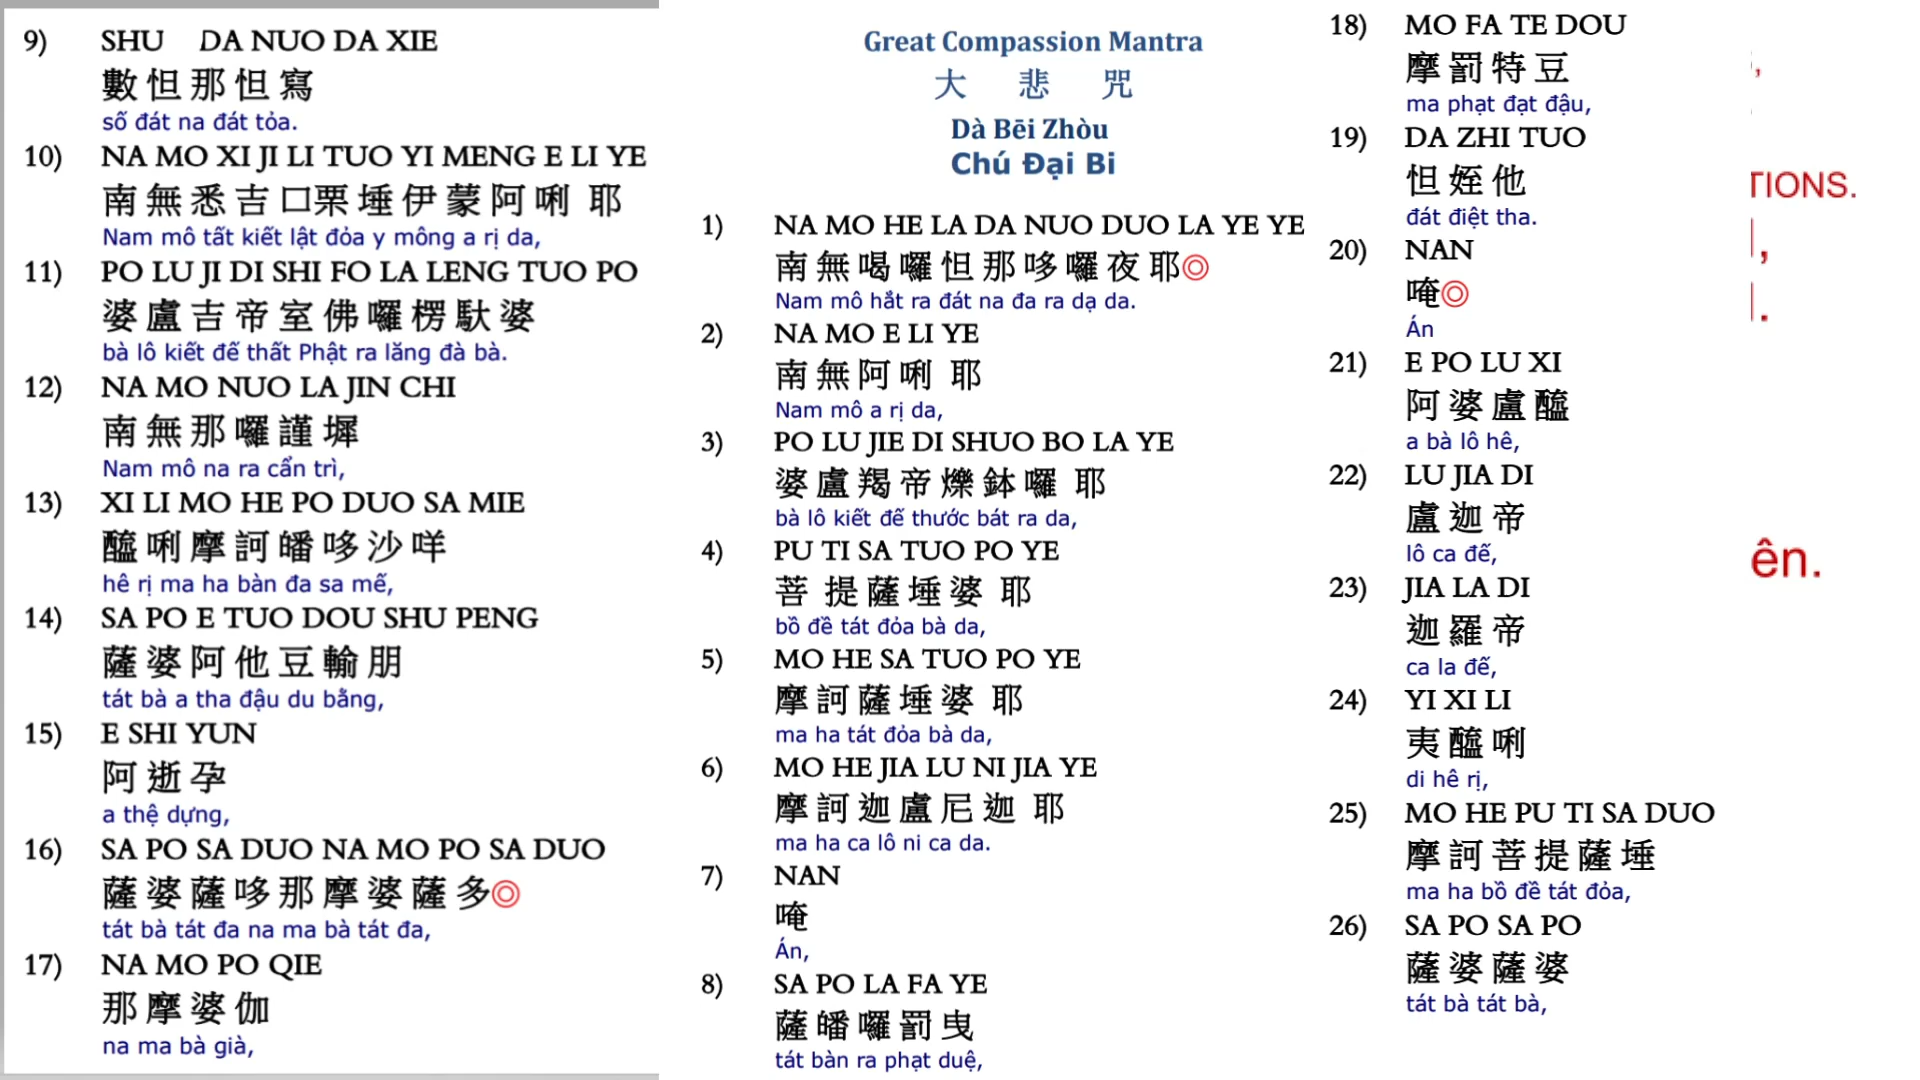 9) SHU DA NUO DA XIE
數怛那怛寫
số đát na đát tỏa.
10) NA MO XI JI LI TUO YI MENG E LI YE
南無悉吉口栗埵伊蒙阿唎 耶
Nam mô tất kiết lật đỏa y mông a rị da,
11) PO LU JI DI SHI FO LA LENG TUO PO
婆盧吉帝室佛囉楞馱婆
bà lô kiết đế thất Phật ra lăng đà bà.
12) NA MO NUO LA JIN CHI
南無那囉謹墀
Nam mô na ra cẩn trì,
13) XI LI MO HE PO DUO SA MIE
醯唎摩訶皤哆沙咩
hê rị ma ha bàn đa sa mế,
14) SA PO E TUO DOU SHU PENG
薩婆阿他豆輸朋
tát bà a tha đậu du bằng,
15) E SHI YUN
阿逝孕
a thệ dựng,
16) SA PO SA DUO NA MO PO SA DUO
薩婆薩哆那摩婆薩多◎
tát bà tát đa na ma bà tát đa,
17) NA MO PO QIE
那摩婆伽
na ma bà già,
Great Compassion Mantra
大 悲 咒
Dà Bēi Zhòu
Chú Đại Bi
1) NA MO HE LA DA NUO DUO LA YE YE
南無喝囉怛那哆囉夜耶◎
Nam mô hắt ra đát na đa ra dạ da.
2) NA MO E LI YE
南無阿唎 耶
Nam mô a rị da,
3) PO LU JIE DI SHUO BO LA YE
婆盧羯帝爍鉢囉 耶
bà lô kiết đế thước bát ra da,
4) PU TI SA TUO PO YE
菩 提薩埵婆 耶
bồ đề tát đỏa bà da,
5) MO HE SA TUO PO YE
摩訶薩埵婆 耶
ma ha tát đỏa bà da,
6) MO HE JIA LU NI JIA YE
摩訶迦盧尼迦 耶
ma ha ca lô ni ca da.
7) NAN
唵
Án,
8) SA PO LA FA YE
薩皤囉罰曳
tát bàn ra phạt duệ,
18) MO FA TE DOU
摩罰特豆
ma phạt đạt đậu,
19) DA ZHI TUO
怛姪他
đát điệt tha.
20) NAN
唵◎
Án
21) E PO LU XI
阿婆盧醯
a bà lô hê,
22) LU JIA DI
盧迦帝
lô ca đế,
23) JIA LA DI
迦羅帝
ca la đế,
24) YI XI LI
夷醯唎
di hê rị,
25) MO HE PU TI SA DUO
摩訶菩提薩埵
ma ha bồ đề tát đỏa,
26) SA PO SA PO
薩婆薩婆
tát bà tát bà,
TIONS.
ên.